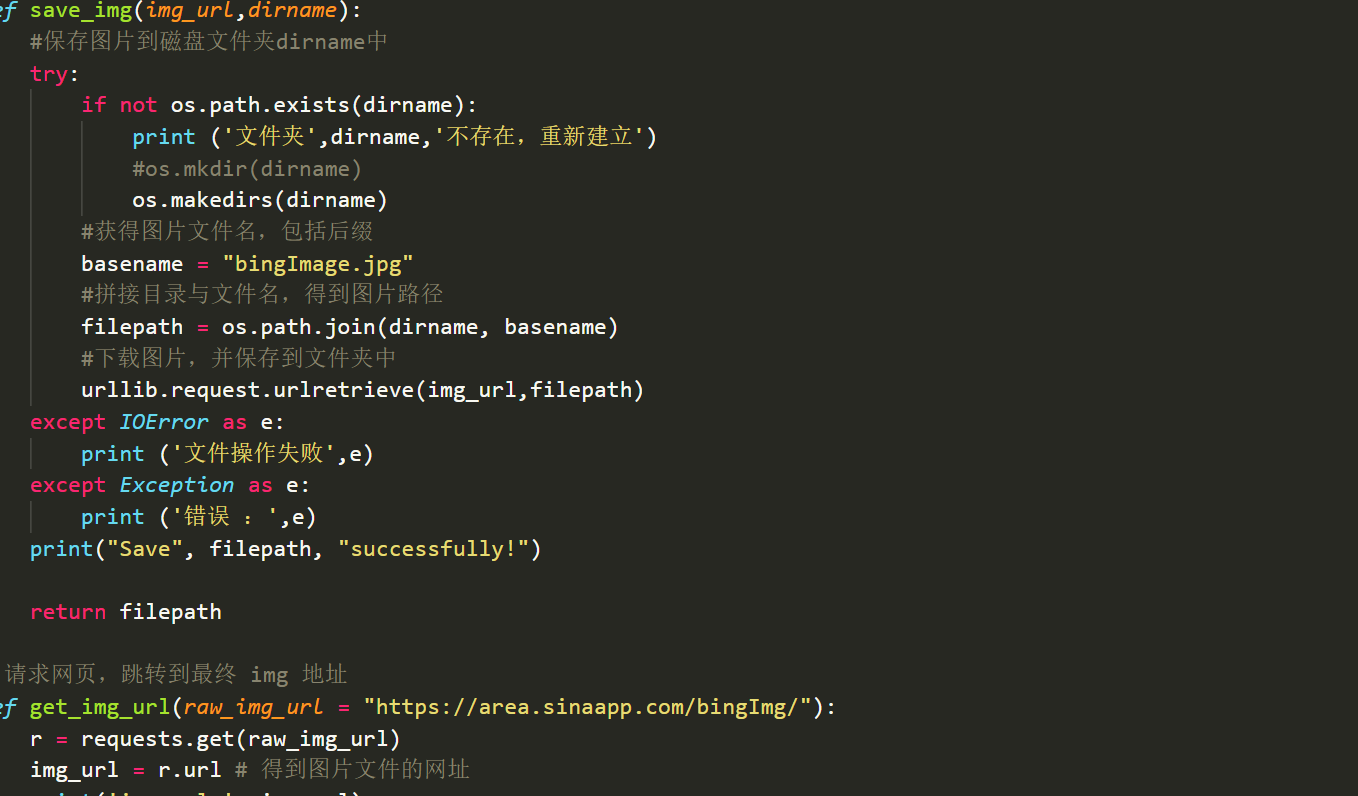 ef save_img(img_url,dirname):
#保存图片到磁盘文件夹dirname中
try:
if not os.path.exists(dirname):
print ('文件夹',dirname,'不存在，重新建立')
#os.mkdir(dirname)
os.makedirs(dirname)
#获得图片文件名，包括后缀
basename = "bingImage.jpg"
#拼接目录与文件名，得到图片路径
filepath = os.path.join(dirname, basename)
#下载图片，并保存到文件夹中
urllib.request.urlretrieve(img_url,filepath)
except IOError as e:
print ('文件操作失败',e)
except Exception as e:
print ('错误 ：',e)
print("Save", filepath, "successfully!")
return filepath
请求网页，跳转到最终 img 地址
ef get_img_url(raw_img_url = "https://area.sinaapp.com/bingImg/"):
r = requests.get(raw_img_url)
img_url = r.url # 得到图片文件的网址